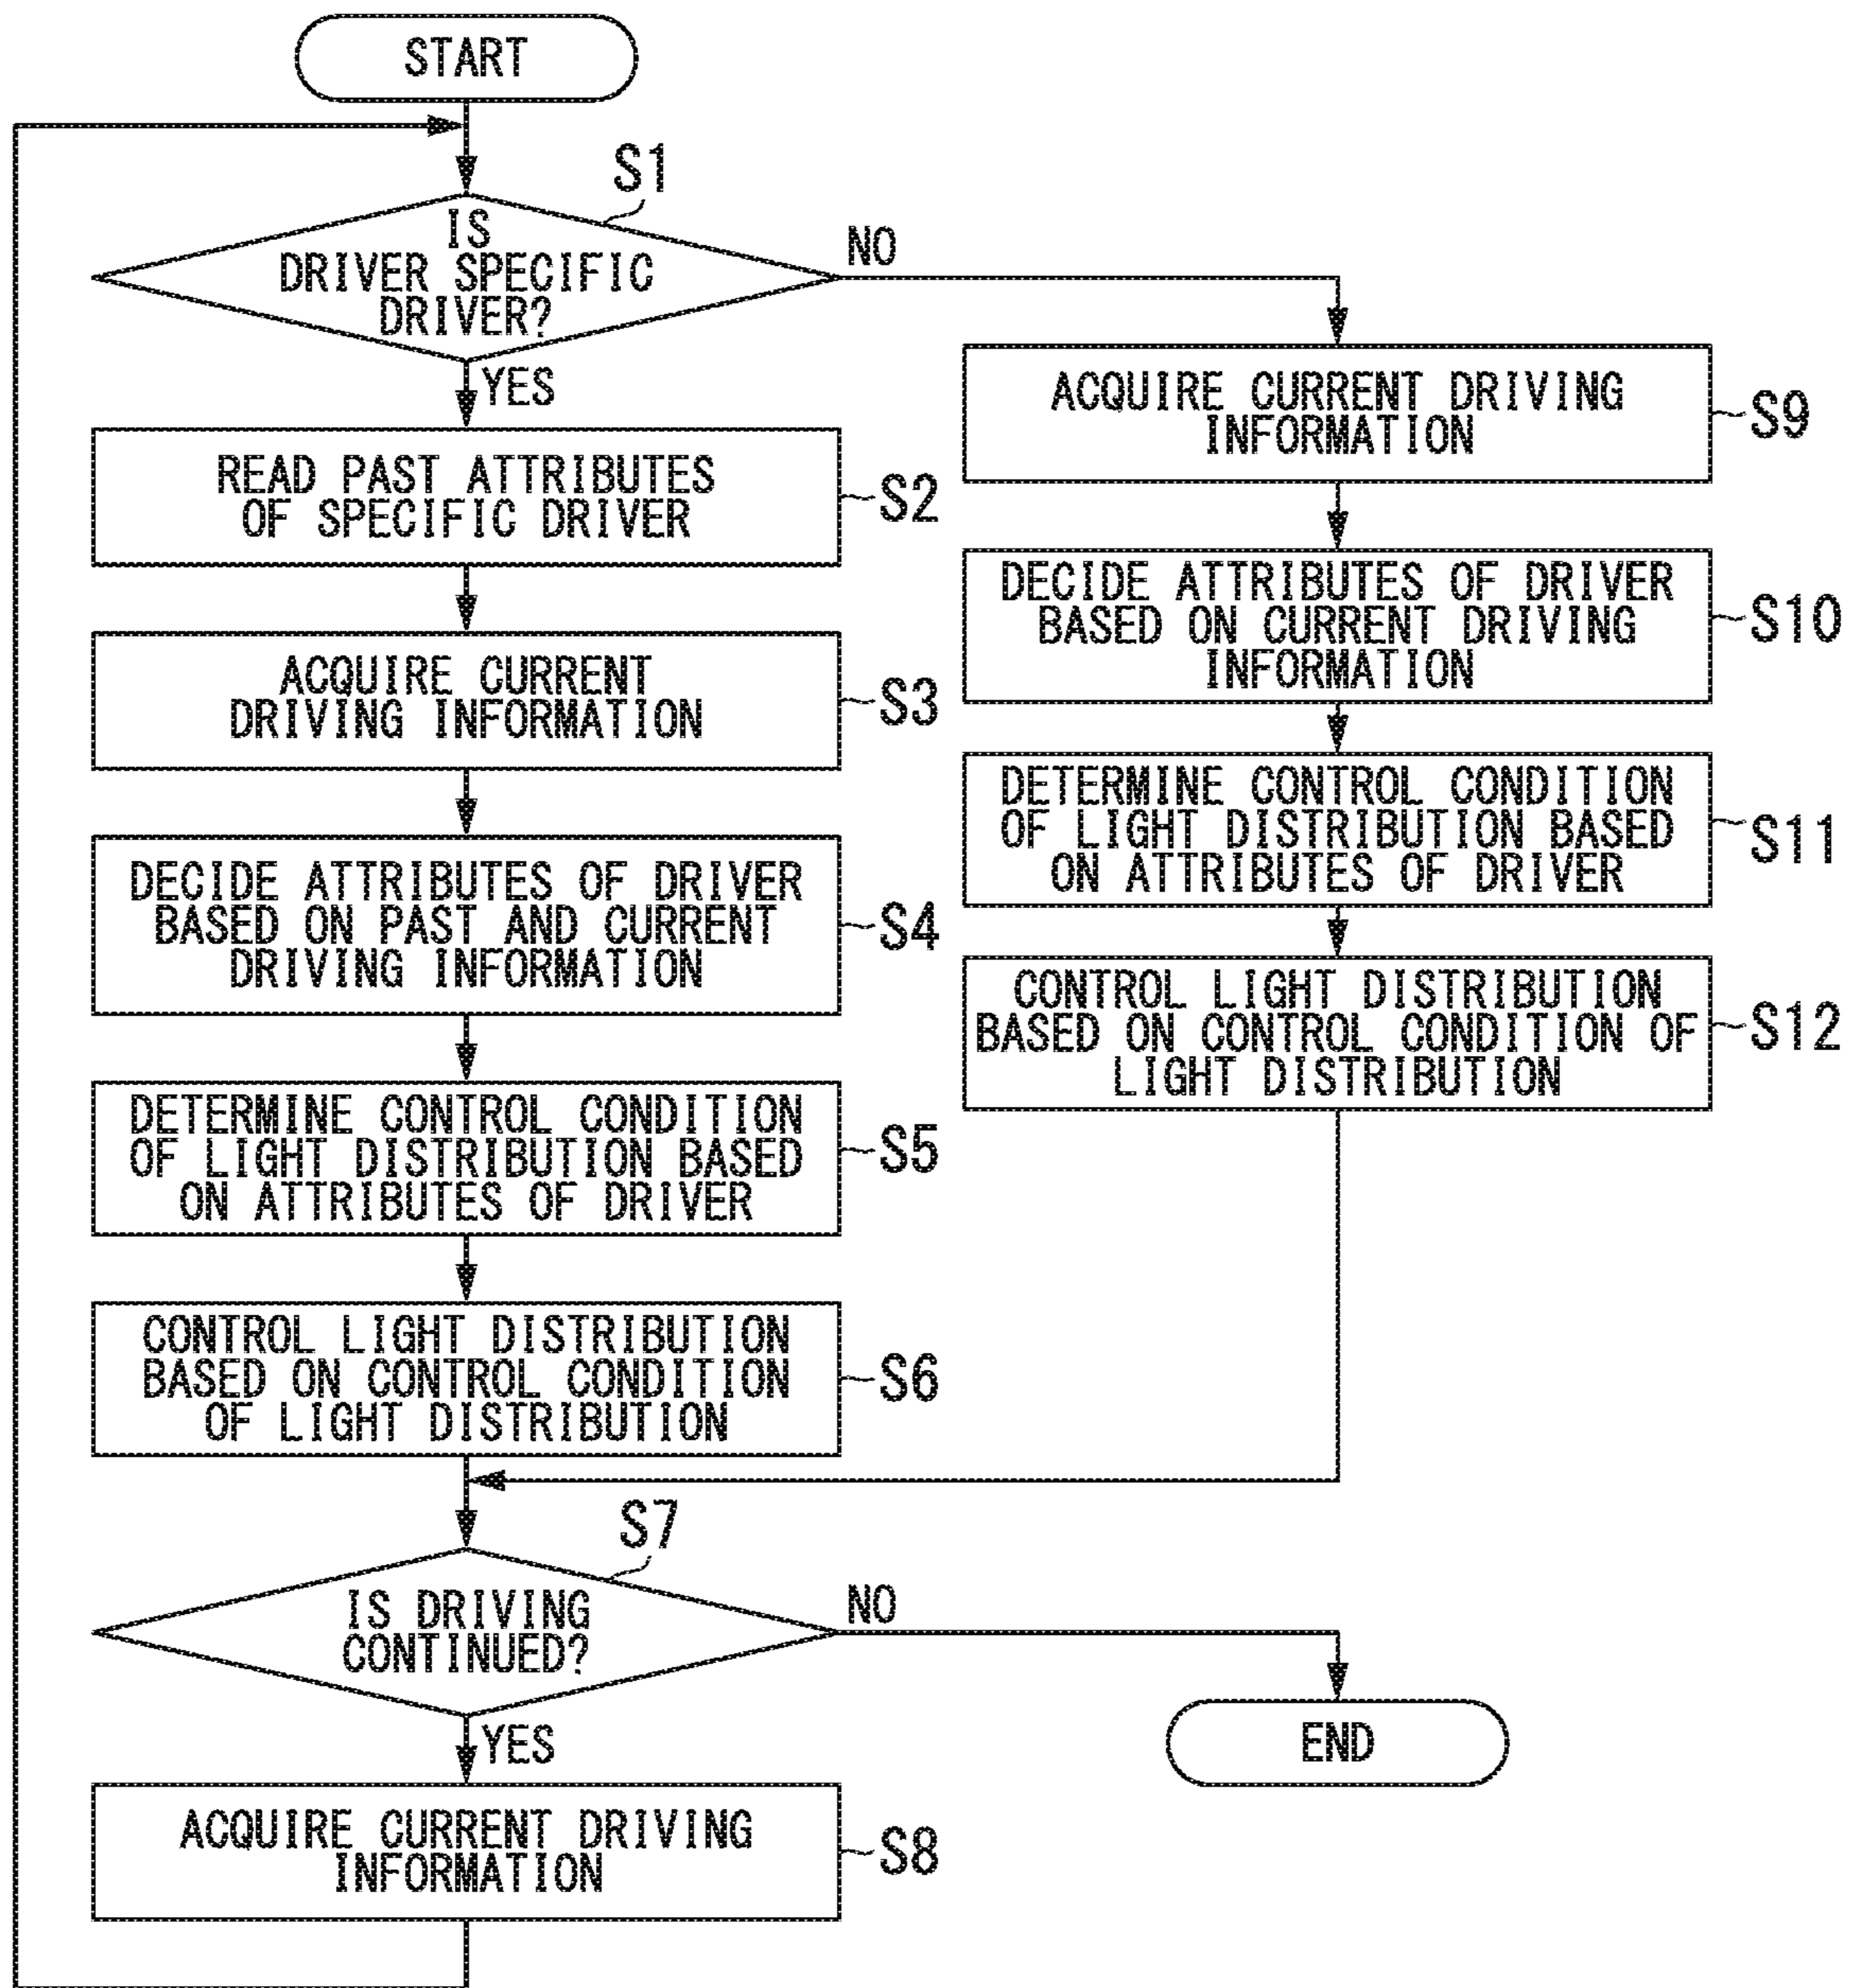 START
S1
IS
DRIVER SPECIFIC
DRIVER?
NO
YES
READ PAST ATTRIBUTES
OF SPECIFIC DRIVER
S2
ACQUIRE CURRENT
DRIVING INFORMATION
S3
DECIDE ATTRIBUTES OF DRIVER
BASED ON PAST AND CURRENT
DRIVING INFORMATION
S4
DETERMINE CONTROL CONDITION
OF LIGHT DISTRIBUTION BASED
ON ATTRIBUTES OF DRIVER
S5
CONTROL LIGHT DISTRIBUTION
BASED ON CONTROL CONDITION
OF LIGHT DISTRIBUTION
S6
S7
IS DRIVING
CONTINUED?
NO
YES
ACQUIRE CURRENT DRIVING
INFORMATION
S8
ACQUIRE CURRENT DRIVING
INFORMATION
S9
DECIDE ATTRIBUTES OF DRIVER
BASED ON CURRENT DRIVING
INFORMATION
S10
DETERMINE CONTROL CONDITION
OF LIGHT DISTRIBUTION BASED
ON ATTRIBUTES OF DRIVER
S11
CONTROL LIGHT DISTRIBUTION
BASED ON CONTROL CONDITION OF
LIGHT DISTRIBUTION
S12
END